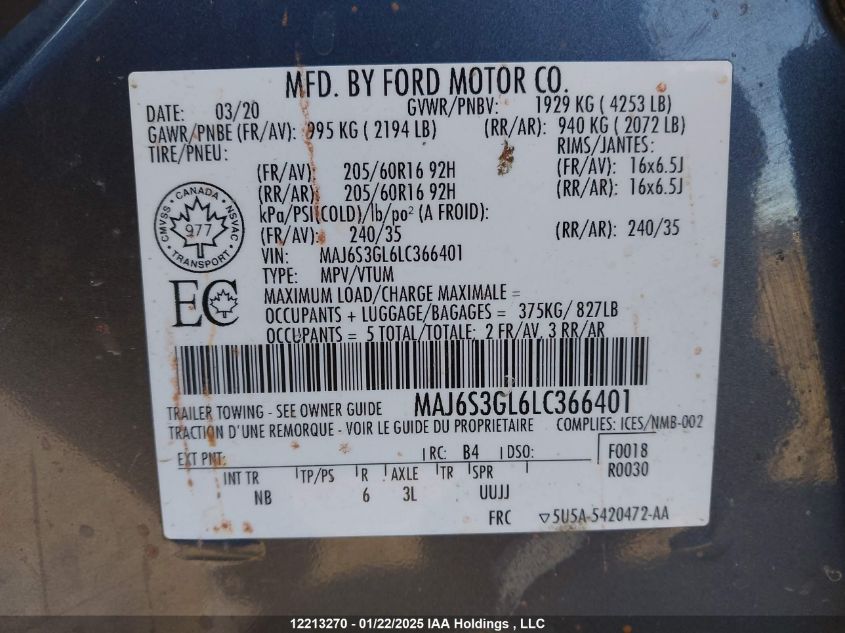 MFD. BY FORD MOTOR CO.
DATE: 03/20 GVWR/PNBV: 1929 KG ( 4253 LB)
GAWR/PNBE (FR/AV): 995 KG ( 2194 LB) (RR/AR): 940 KG ( 2072 LB)
TIRE/PNEU: RIMS/JANTES:
(FR/AV): 205/60R16 92H (FR/AV): 16x6.5J
(RR/AR): 205/60R16 92H (RR/AR): 16x6.5J
kPa/PSI(COLD)/lb/po² (A FROID):
(FR/AV): 240/35 (RR/AR): 240/35
VIN: MAJ6S3GL6LC366401
TYPE: MPV/VTUM
CANADA
CMVSS
977
NSVAC
TRANSPORT
EC
MAXIMUM LOAD/CHARGE MAXIMALE =
OCCUPANTS + LUGGAGE/BAGAGES = 375KG/ 827LB
OCCUPANTS = 5 TOTAL/TOTALE: 2 FR/AV, 3 RR/AR
TRAILER TOWING - SEE OWNER GUIDE MAJ6S3GL6LC366401
TRACTION D'UNE REMORQUE - VOIR LE GUIDE DU PROPRIETAIRE COMPLIES: ICES/NMB-002
EXT PNT: RC: B4 DSO: F0018
R0030
INT TR TP/PS R AXLE TR SPR
NB 6 3L UUJJ
FRC ▽5U5A-5420472-AA
12213270 - 01/22/2025 IAA Holdings , LLC